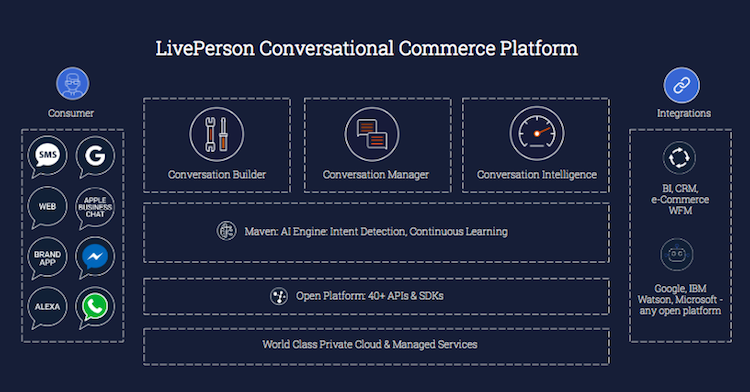 LivePerson Conversational Commerce Platform
Consumer
SMS
G
WEB
APPLE
BUSINESS
CHAT
BRAND
APP
ALEXA
Conversation Builder
Conversation Manager
Conversation Intelligence
Maven: AI Engine: Intent Detection, Continuous Learning
Open Platform: 40+ APIs & SDKs
World Class Private Cloud & Managed Services
Integrations
BI, CRM,
e-Commerce
WFM
Google, IBM
Watson, Microsoft -
any open platform